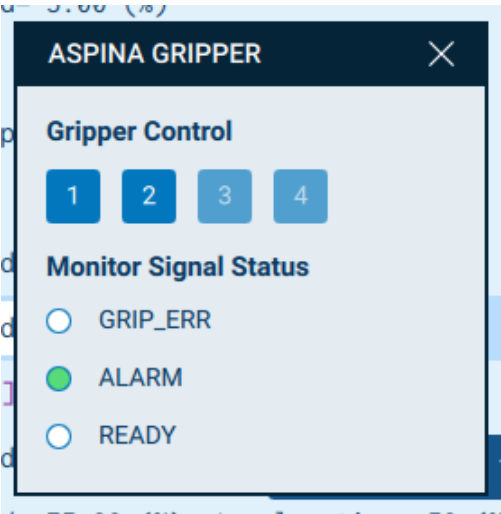 ASPINA GRIPPER
Gripper Control
1 2 3 4
Monitor Signal Status
GRIP_ERR
ALARM
READY